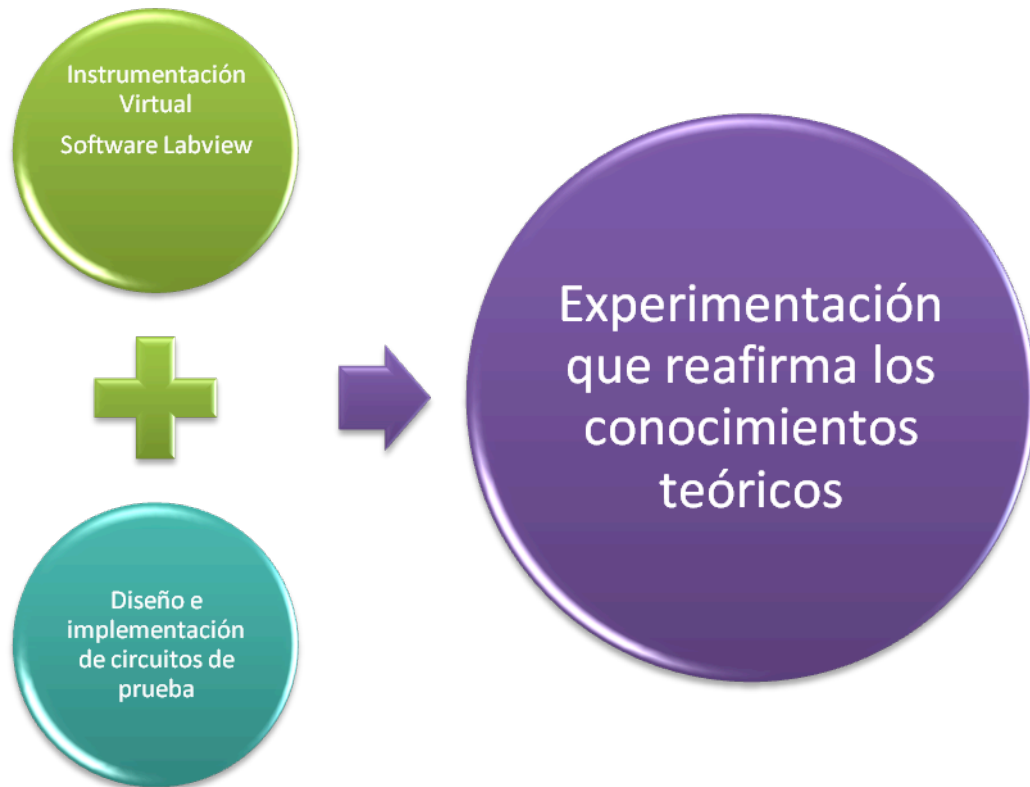 Instrumentación
Virtual
Software Labview
Diseño e
implementación
de circuitos de
prueba
Experimentación
que reafirma los
conocimientos
teóricos